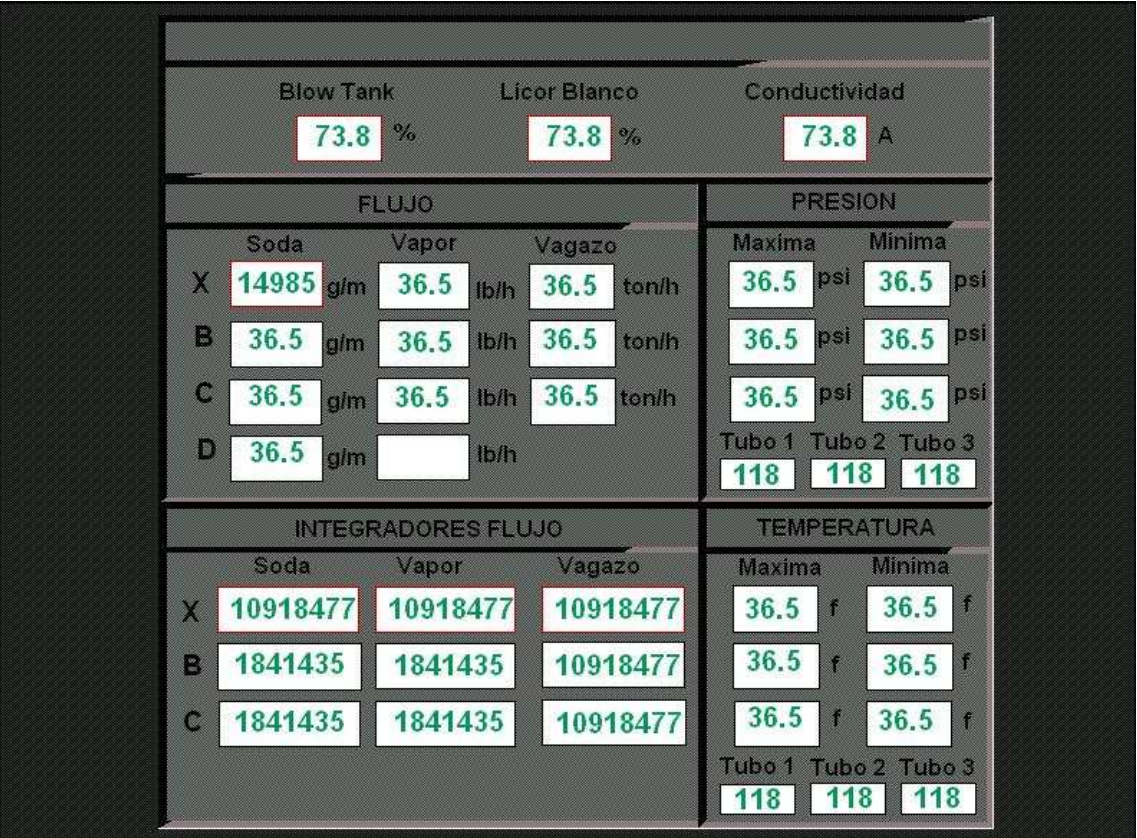 Blow Tank Licor Blanco Conductividad
73.8 % 73.8 % 73.8 A
FLUJO
Soda Vapor Vagazo
X 14985 g/m 36.5 lb/h 36.5 ton/h
B 36.5 g/m 36.5 lb/h 36.5 ton/h
C 36.5 g/m 36.5 lb/h 36.5 ton/h
D 36.5 g/m lb/h
PRESION
Maxima Minima
36.5 psi 36.5 psi
36.5 psi 36.5 psi
36.5 psi 36.5 psi
Tubo 1 Tubo 2 Tubo 3
118 118 118
INTEGRADORES FLUJO
Soda Vapor Vagazo
X 10918477 10918477 10918477
B 1841435 1841435 10918477
C 1841435 1841435 10918477
TEMPERATURA
Maxima Minima
36.5 f 36.5 f
36.5 f 36.5 f
36.5 f 36.5 f
Tubo 1 Tubo 2 Tubo 3
118 118 118